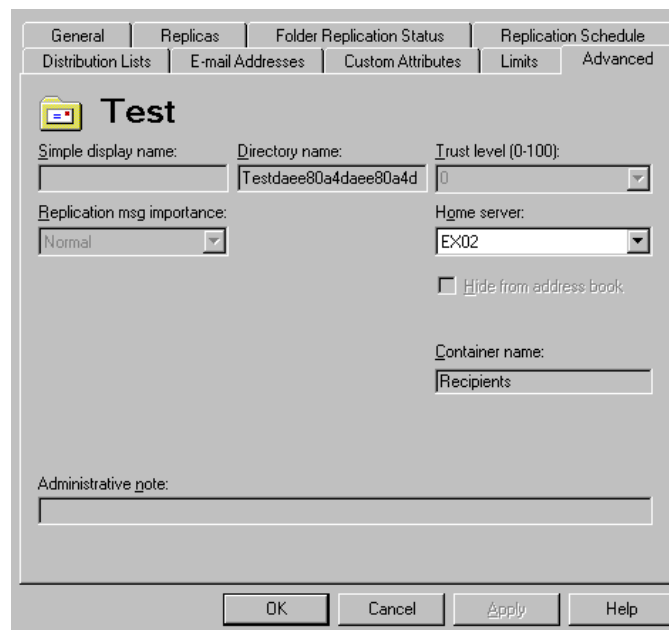 General Replicas Folder Replication Status Replication Schedule
Distribution Lists E-mail Addresses Custom Attributes Limits Advanced
Test
Simple display name: Directory name: Trust level (0-100):
Testdaee80a4daee80a4d 0
Replication msg importance: Home server:
Normal EX02
Hide from address book
Container name:
Recipients
Administrative note:
OK Cancel Apply Help